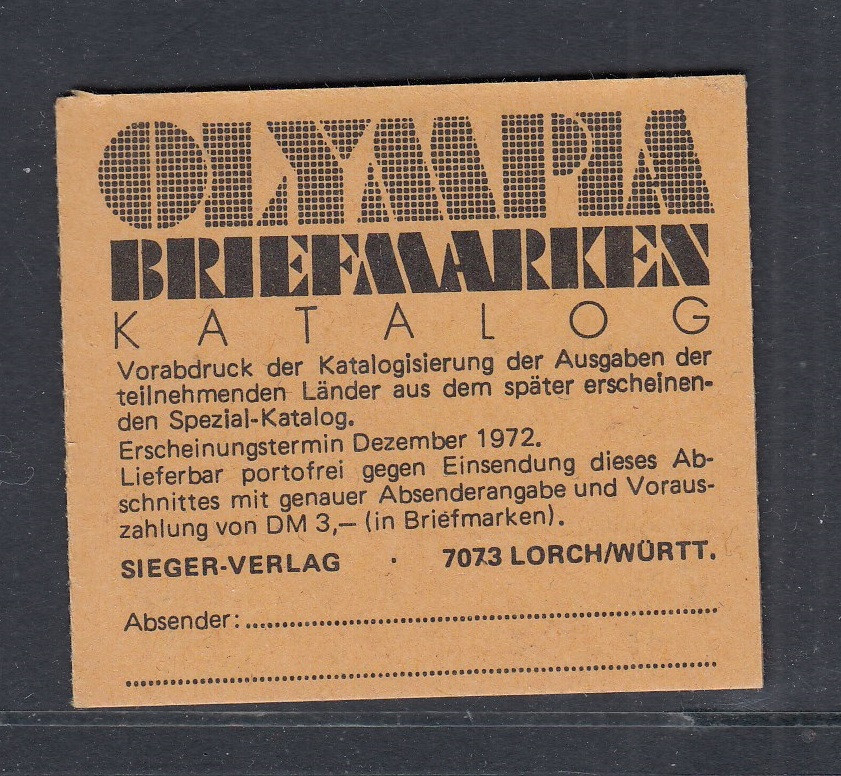 OLYMPIA
BRIEFMARKEN
KATALOG
Vorabdruck der Katalogisierung der Ausgaben der
teilnehmenden Länder aus dem später erscheinen-
den Spezial-Katalog.
Erscheinungstermin Dezember 1972.
Lieferbar portofrei gegen Einsendung dieses Ab-
schnittes mit genauer Absenderangabe und Voraus-
zahlung von DM 3,— (in Briefmarken).
SIEGER-VERLAG · 7073 LORCH/WÜRTT.
Absender: